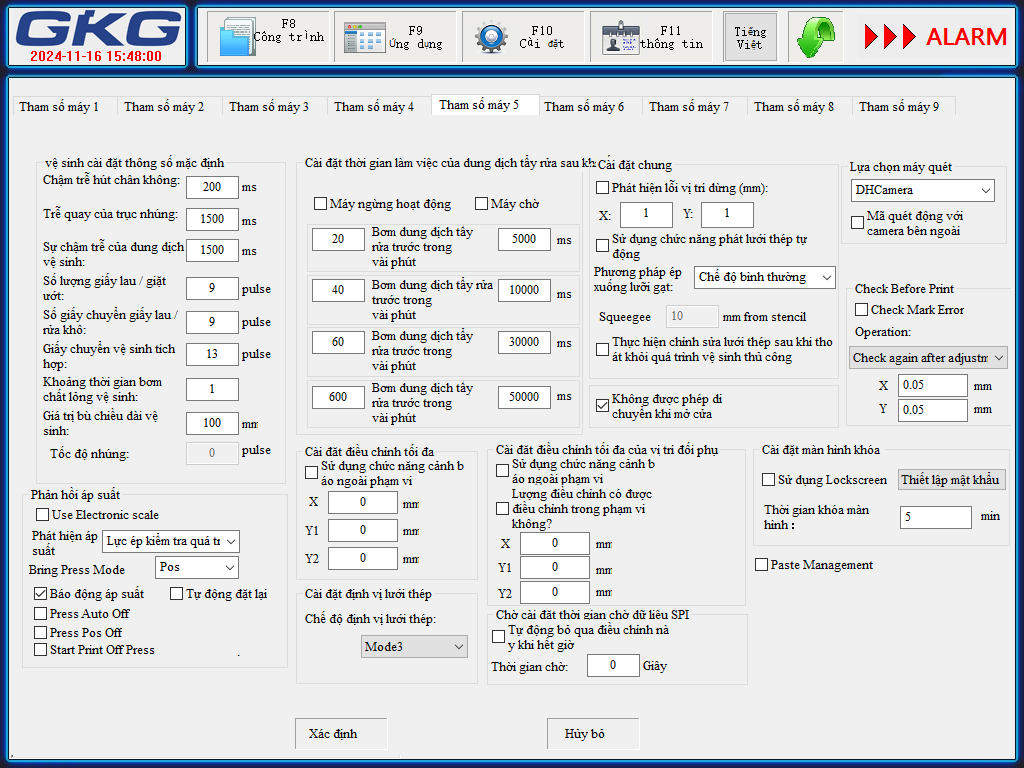 GKG
2024-11-16 15:48:00
F8
Công trình
F9
Ứng dụng
F10
Cài đặt
F11
thông tin
Tiếng
Việt
ALARM
Tham số máy 1
Tham số máy 2
Tham số máy 3
Tham số máy 4
Tham số máy 5
Tham số máy 6
Tham số máy 7
Tham số máy 8
Tham số máy 9
vệ sinh cài đặt thông số mặc định
Chậm trễ hút chân không:
200
ms
Trễ quay của trục nhúng:
1500
ms
Sự chậm trễ của dung dịch
vệ sinh:
1500
ms
Số lượng giấy lau / giặt
ướt:
9
pulse
Số giấy chuyển giấy lau /
rửa khô:
9
pulse
Giấy chuyển vệ sinh tích
hợp:
13
pulse
Khoảng thời gian bơm
chất lỏng vệ sinh:
1
Giá trị bù chiều dài vệ
sinh:
100
mm
Tốc độ nhúng:
0
pulse
Phản hồi áp suất
Use Electronic scale
Phát hiện áp
suất
Lực ép kiểm tra quá tr
Bring Press Mode
Pos
Báo động áp suất
Tự động đặt lại
Press Auto Off
Press Pos Off
Start Print Off Press
Cài đặt thời gian làm việc của dung dịch tẩy rửa sau kh
Máy ngừng hoạt động
Máy chờ
20
Bơm dung dịch tẩy
rửa trước trong
vài phút
5000
ms
40
Bơm dung dịch tẩy rửa
trước trong
vài phút
10000
ms
60
Bơm dung dịch tẩy
rửa trước trong
vài phút
30000
ms
600
Bơm dung dịch tẩy
rửa trước trong
vài phút
50000
ms
Cài đặt điều chỉnh tối đa
Sử dụng chức năng cảnh b
áo ngoài phạm vi
X
0
mm
Y1
0
mm
Y2
0
mm
Cài đặt định vị lưới thép
Chế độ định vị lưới thép:
Mode3
Cài đặt chung
Phát hiện lỗi vị trí dừng (mm):
X:
1
Y:
1
Sử dụng chức năng phát lưới thép tự
động
Phương pháp ép
xuống lưỡi gạt:
Chế độ bình thường
Squeegee
10
mm from stencil
Thực hiện chỉnh sửa lưới thép sau khi tho
át khỏi quá trình vệ sinh thủ công
Không được phép di
chuyển khi mở cửa
Cài đặt điều chỉnh tối đa của vị trí đối phụ
Sử dụng chức năng cảnh b
áo ngoài phạm vi
Lượng điều chỉnh có được
điều chỉnh trong phạm vi
không?
X
0
mm
Y1
0
mm
Y2
0
mm
Chờ cài đặt thời gian chờ dữ liệu SPI
Tự động bỏ qua điều chỉnh nà
y khi hết giờ
Thời gian chờ:
0
Giây
Lựa chọn máy quét
DHCamera
Mã quét động với
camera bên ngoài
Check Before Print
Check Mark Error
Operation:
Check again after adjustm
X
0.05
mm
Y
0.05
mm
Cài đặt màn hình khóa
Sử dụng Lockscreen
Thiết lập mật khẩu
Thời gian khóa màn
hình :
5
min
Paste Management
Xác định
Hủy bỏ